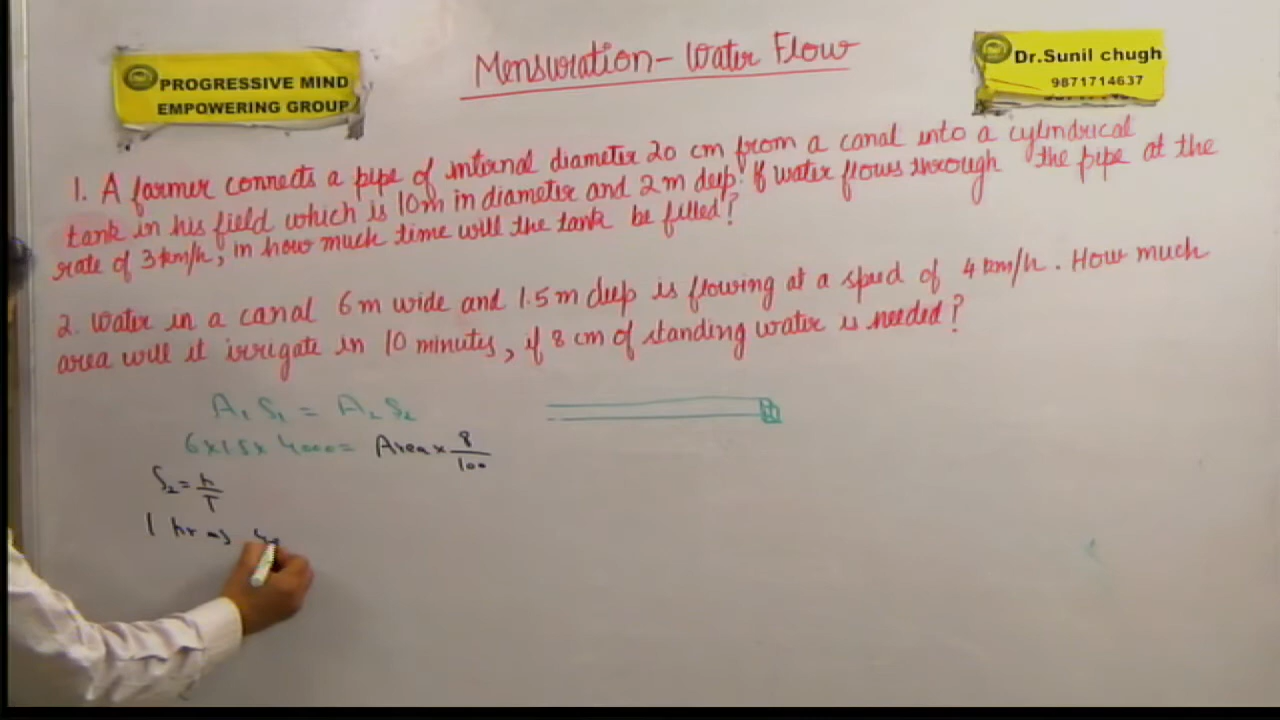 Mensuration - Water Flow
PROGRESSIVE MIND
EMPOWERING GROUP
Dr.Sunil chugh
9871714637
1. A farmer connects a pipe of internal diameter 20 cm from a canal into a cylindrical
tank in his field which is 10m in diameter and 2m deep. If water flows through the pipe at the
rate of 3 km/h, in how much time will the tank be filled?
2. Water in a canal 6m wide and 1.5m deep is flowing at a speed of 4 km/h. How much
area will it irrigate in 10 minutes, if 8 cm of standing water is needed?
A₁ S₁ = A₂ S₂
6 x 1.5 x 4000 = Area x 8/100
S₂ = h/T
1 hr